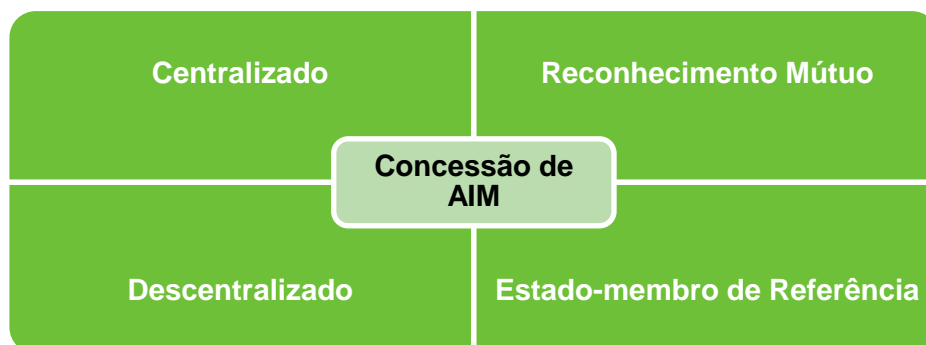 Centralizado
Reconhecimento Mútuo
Concessão de
AIM
Descentralizado
Estado-membro de Referência